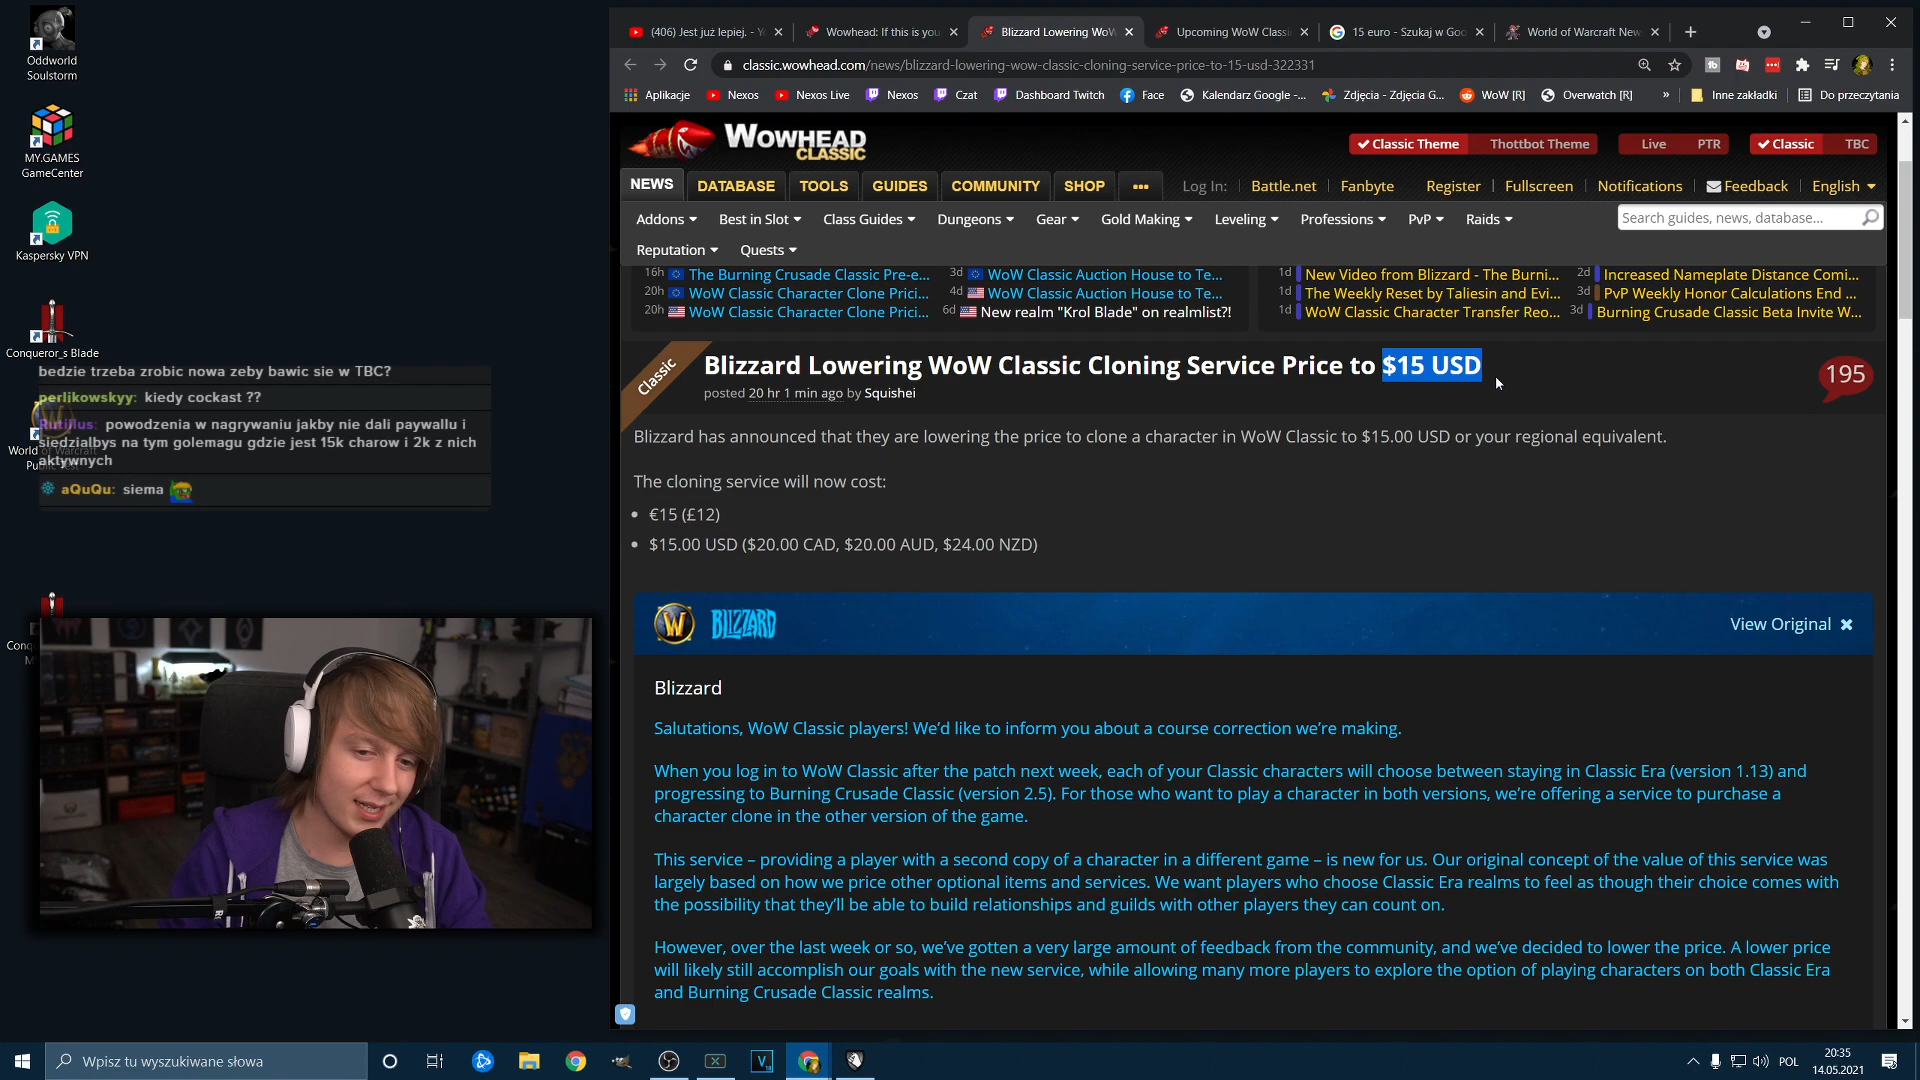 Oddworld
Soulstorm
MY.GAMES
GameCenter
Kaspersky VPN
Conqueror_s Blade
bedzie trzeba zrobic nowa zeby bawic sie w TBC?
perlikowskyy: kiedy cockast ??
Rutillus: powodzenia w nagrywaniu jakby nie dali paywallu i
siedzialbys na tym golemagu gdzie jest 15k charow i 2k z nich
aktywnych
aQuQu: siema
(406) Jest już lepiej. - Y
Wowhead: If this is you
Blizzard Lowering WoW
Upcoming WoW Classi
15 euro - Szukaj w Goo
World of Warcraft New
classic.wowhead.com/news/blizzard-lowering-wow-classic-cloning-service-price-to-15-usd-322331
Aplikacje
Nexos
Nexos Live
Nexos
Czat
Dashboard Twitch
Face
Kalendarz Google -...
Zdjęcia - Zdjęcia G...
WoW [R]
Overwatch [R]
»
Inne zakładki
Do przeczytania
WOWHEAD
CLASSIC
Classic Theme
Thottbot Theme
Live
PTR
Classic
TBC
NEWS
DATABASE
TOOLS
GUIDES
COMMUNITY
SHOP
...
Log In:
Battle.net
Fanbyte
Register
Fullscreen
Notifications
Feedback
English
Addons
Best in Slot
Class Guides
Dungeons
Gear
Gold Making
Leveling
Professions
PvP
Raids
Search guides, news, database...
Reputation
Quests
16h The Burning Crusade Classic Pre-e...
3d WoW Classic Auction House to Te...
1d New Video from Blizzard - The Burni...
2d Increased Nameplate Distance Comi...
20h WoW Classic Character Clone Prici...
4d WoW Classic Auction House to Te...
1d The Weekly Reset by Taliesin and Evi...
3d PvP Weekly Honor Calculations End ...
20h WoW Classic Character Clone Prici...
6d New realm "Krol Blade" on realmlist?!
1d WoW Classic Character Transfer Reo...
3d Burning Crusade Classic Beta Invite W...
Classic
Blizzard Lowering WoW Classic Cloning Service Price to $15 USD
posted 20 hr 1 min ago by Squishei
195
Blizzard has announced that they are lowering the price to clone a character in WoW Classic to $15.00 USD or your regional equivalent.
The cloning service will now cost:
• €15 (£12)
• $15.00 USD ($20.00 CAD, $20.00 AUD, $24.00 NZD)
BLIZZARD
View Original
Blizzard
Salutations, WoW Classic players! We'd like to inform you about a course correction we're making.
When you log in to WoW Classic after the patch next week, each of your Classic characters will choose between staying in Classic Era (version 1.13) and
progressing to Burning Crusade Classic (version 2.5). For those who want to play a character in both versions, we're offering a service to purchase a
character clone in the other version of the game.
This service – providing a player with a second copy of a character in a different game – is new for us. Our original concept of the value of this service was
largely based on how we price other optional items and services. We want players who choose Classic Era realms to feel as though their choice comes with
the possibility that they'll be able to build relationships and guilds with other players they can count on.
However, over the last week or so, we've gotten a very large amount of feedback from the community, and we've decided to lower the price. A lower price
will likely still accomplish our goals with the new service, while allowing many more players to explore the option of playing characters on both Classic Era
and Burning Crusade Classic realms.
Wpisz tu wyszukiwane słowa
POL
20:35
14.05.2021